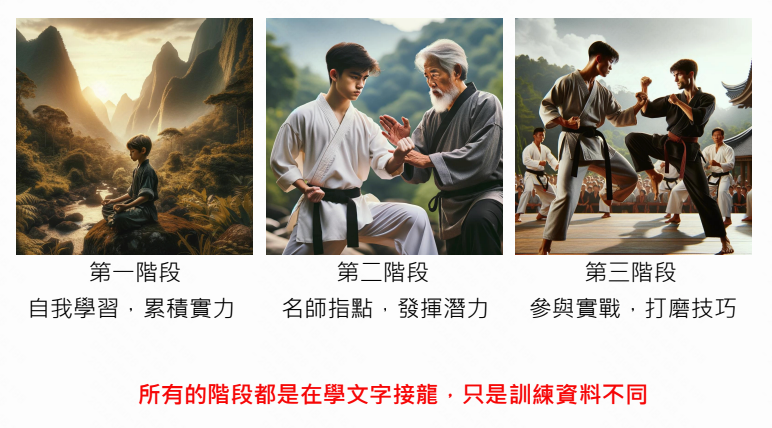 第一階段
自我學習，累積實力
第二階段
名師指點，發揮潛力
第三階段
參與實戰，打磨技巧
所有的階段都是在學文字接龍，只是訓練資料不同